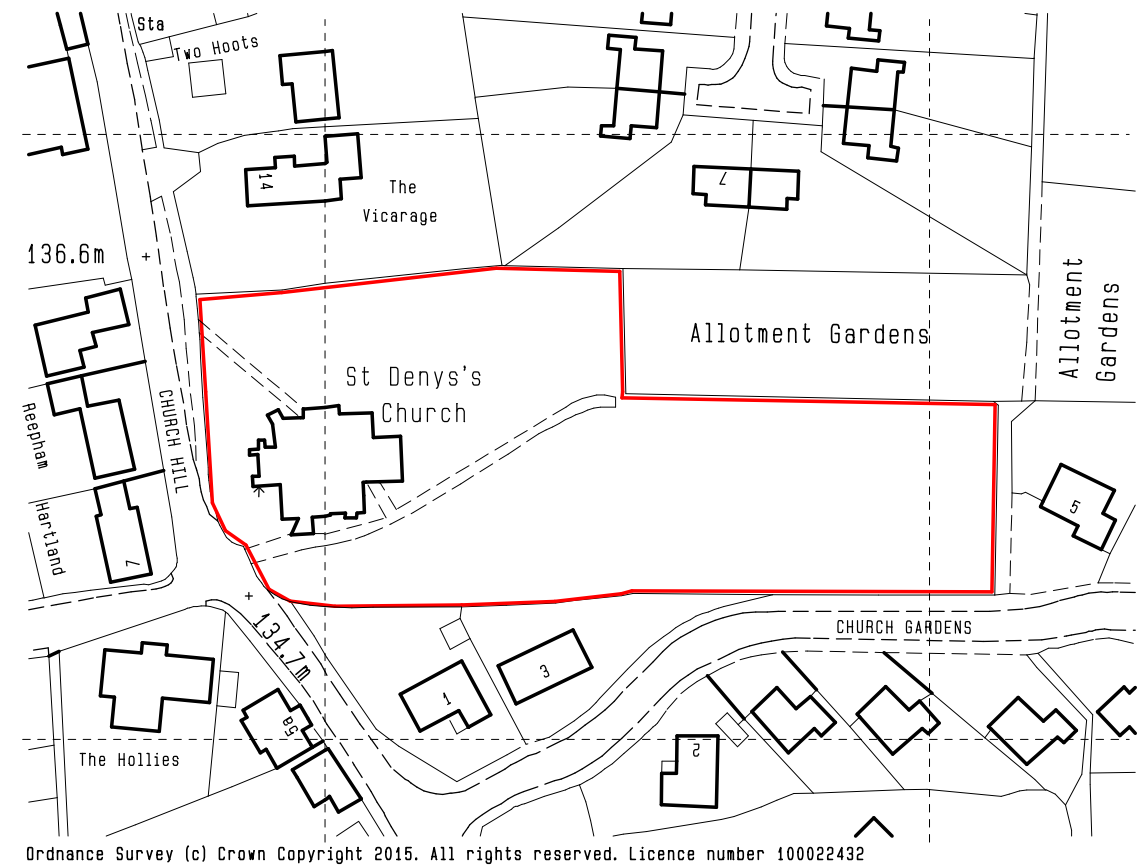 Sta
Two Hoots
14
The
Vicarage
7
136.6m
Allotment Gardens
Allotment
Gardens
St Denys's
Church
CHURCH HILL
Reepham
Hartland
7
5
134.7m
CHURCH GARDENS
1
3
5a
2
The Hollies
Ordnance Survey (c) Crown Copyright 2015. All rights reserved. Licence number 100022432